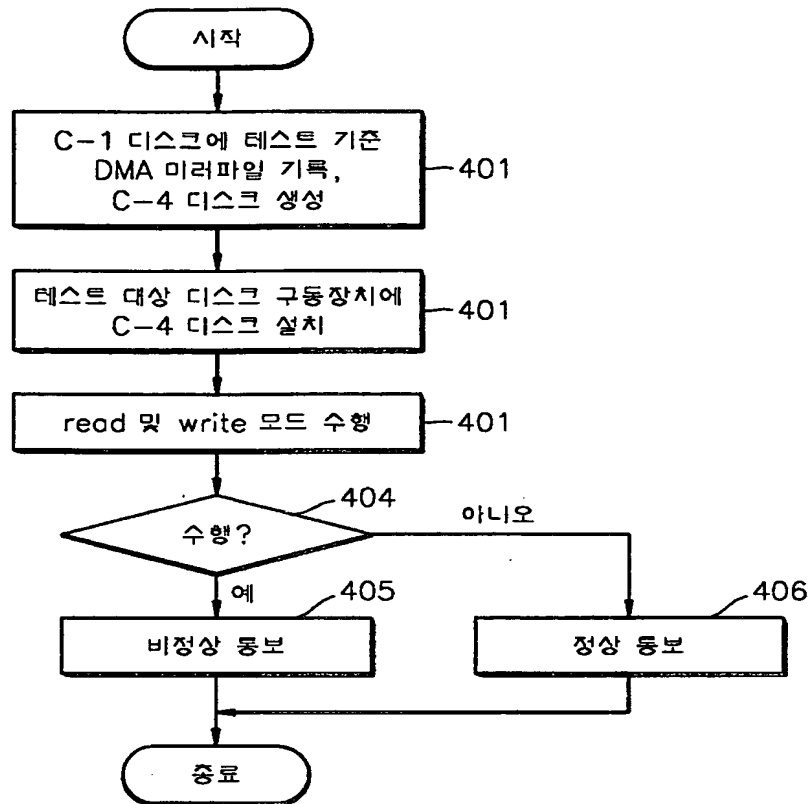 시작
C-1 디스크에 테스트 기준
DMA 미러파일 기록,
C-4 디스크 생성
401
테스트 대상 디스크 구동장치에
C-4 디스크 설치
401
read 및 write 모드 수행
401
수행?
404
아니오
예
비정상 통보
405
정상 통보
406
종료